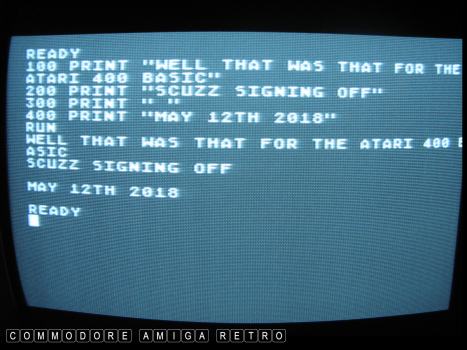 READY
100 PRINT "WELL THAT WAS THAT FOR THE
ATARI 400 BASIC"
200 PRINT "SCUZZ SIGNING OFF"
300 PRINT " "
400 PRINT "MAY 12TH 2018"
RUN
WELL THAT WAS THAT FOR THE ATARI 400 B
ASIC
SCUZZ SIGNING OFF
MAY 12TH 2018
READY
COMMODORE AMIGA RETRO